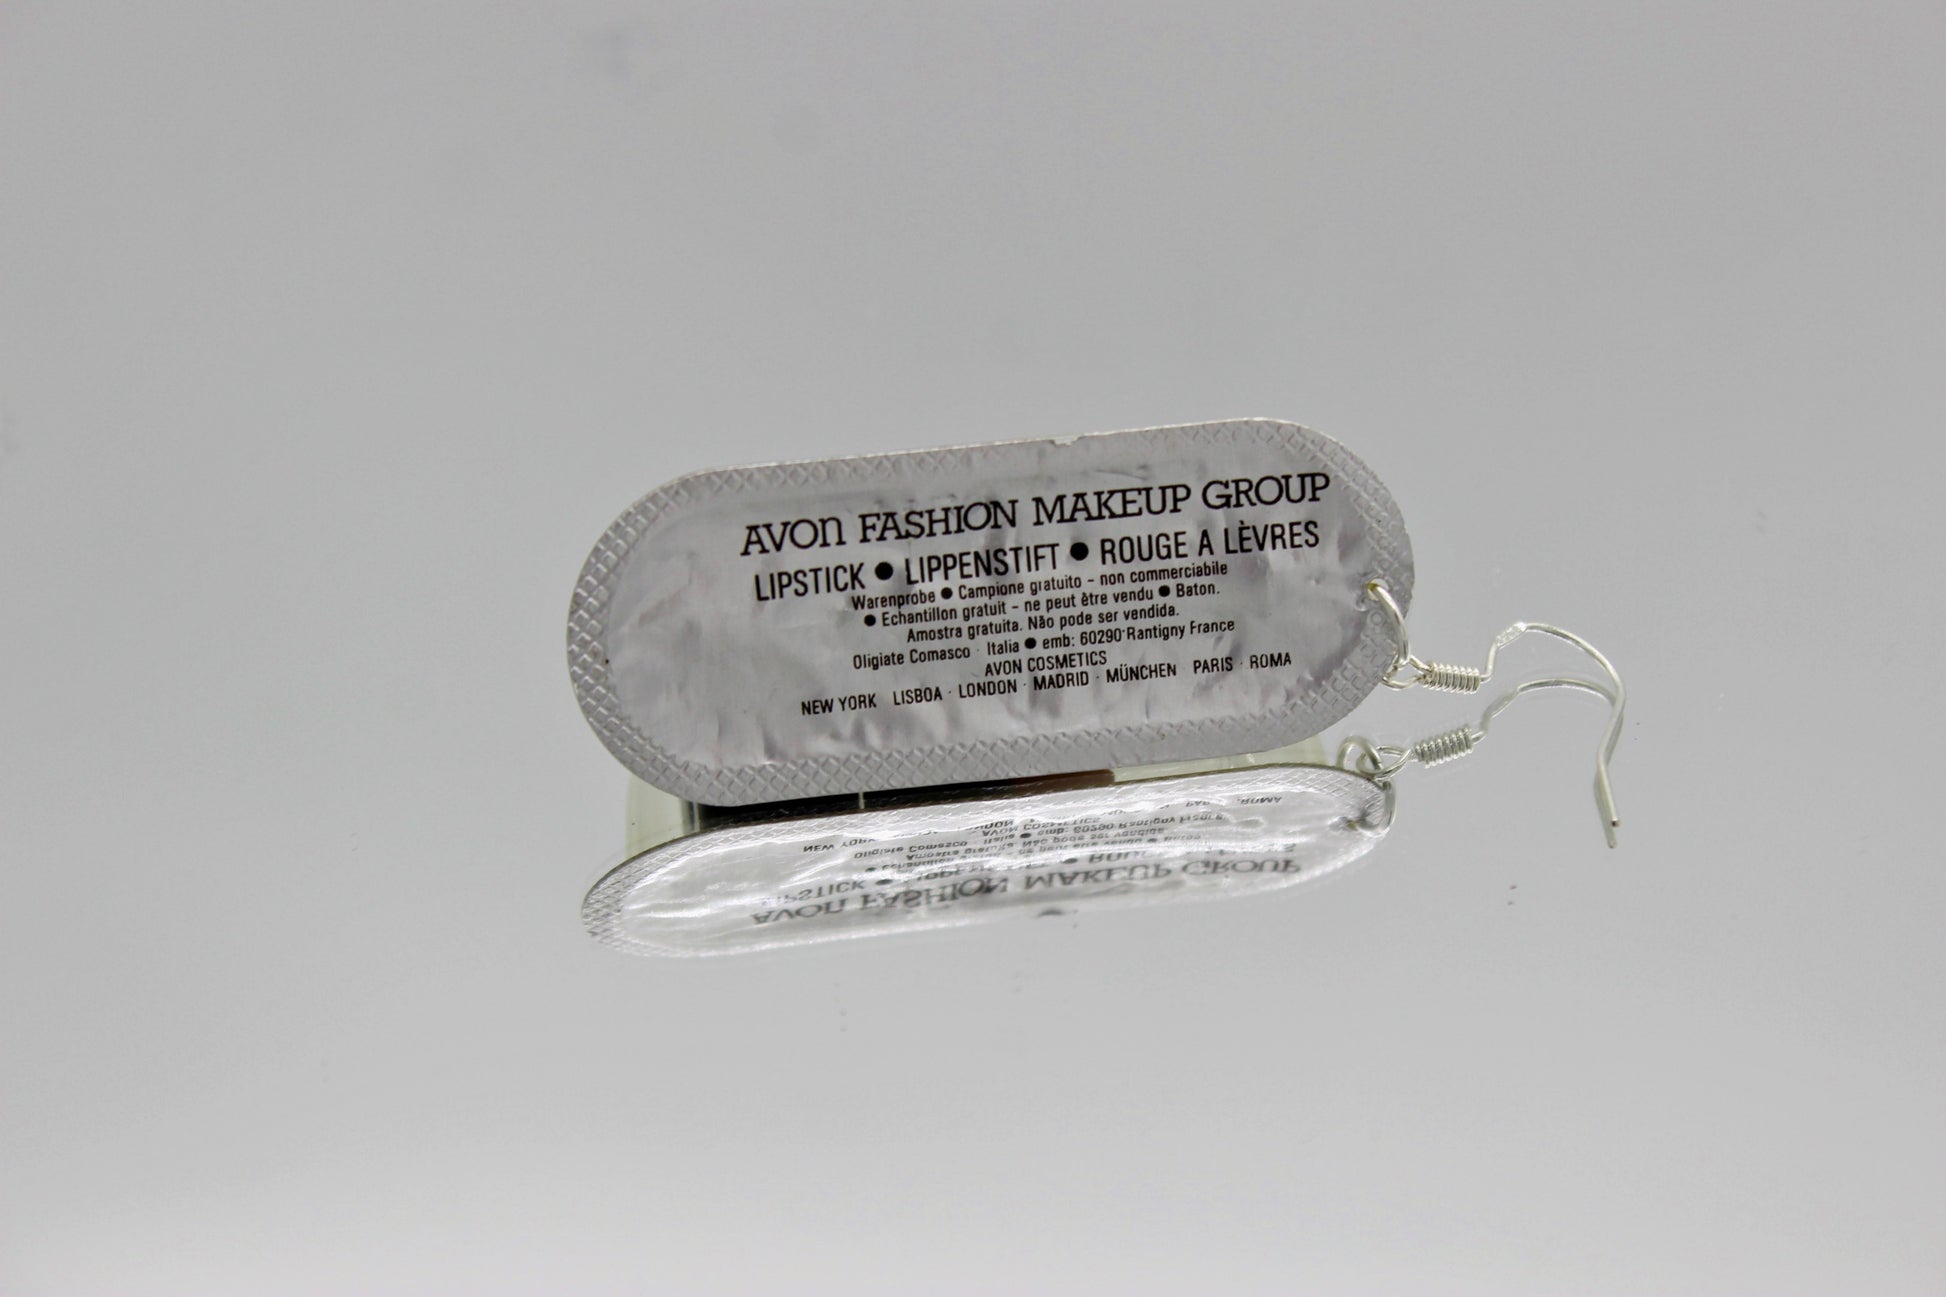 AVON FASHION MAKEUP GROUP
LIPSTICK ● LIPPENSTIFT ● ROUGE A LÈVRES
Warenprobe ● Campione gratuito - non commerciabile
● Echantillon gratuit - ne peut être vendu ● Baton.
Amostra gratuita. Não pode ser vendida.
Oligiate Comasco · Italia ● emb: 60290 Rantigny France
AVON COSMETICS
NEW YORK LISBOA · LONDON · MADRID · MÜNCHEN PARIS · ROMA